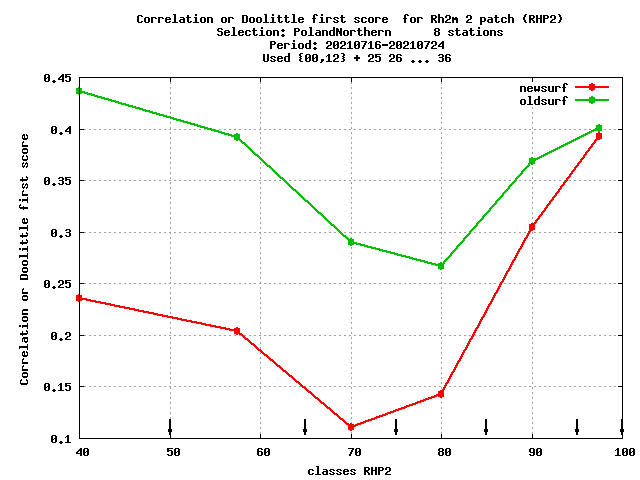 Correlation or Doolittle first score  for Rh2m 2 patch (RHP2)
Selection: PolandNorthern      8 stations
Period: 20210716-20210724
Used {00,12} + 25 26 ... 36
newsurf
oldsurf
Correlation or Doolittle first score
0.45
0.4
0.35
0.3
0.25
0.2
0.15
0.1
40 50 60 70 80 90 100
classes RHP2